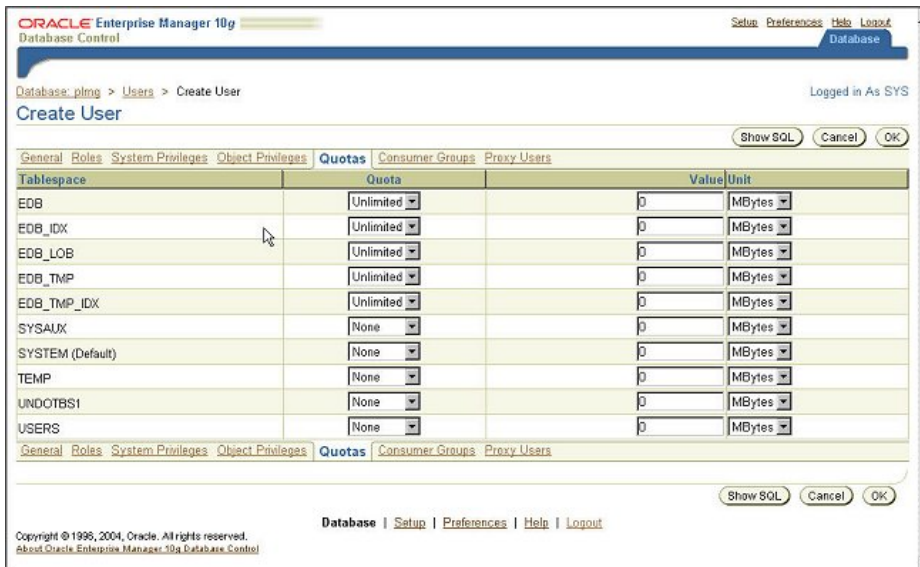 ORACLE Enterprise Manager 10g
Database Control
Setup Preferences Help Logout
Database
Database: plmg > Users > Create User
Logged in As SYS
Create User
Show SQL Cancel OK
General Roles System Privileges Object Privileges Quotas Consumer Groups Proxy Users
Tablespace Quota Value Unit
EDB Unlimited 0 MBytes
EDB_IDX Unlimited 0 MBytes
EDB_LOB Unlimited 0 MBytes
EDB_TMP Unlimited 0 MBytes
EDB_TMP_IDX Unlimited 0 MBytes
SYSAUX None 0 MBytes
SYSTEM (Default) None 0 MBytes
TEMP None 0 MBytes
UNDOTBS1 None 0 MBytes
USERS None 0 MBytes
General Roles System Privileges Object Privileges Quotas Consumer Groups Proxy Users
Show SQL Cancel OK
Database | Setup | Preferences | Help | Logout
Copyright © 1996, 2004, Oracle. All rights reserved.
About Oracle Enterprise Manager 10g Database Control